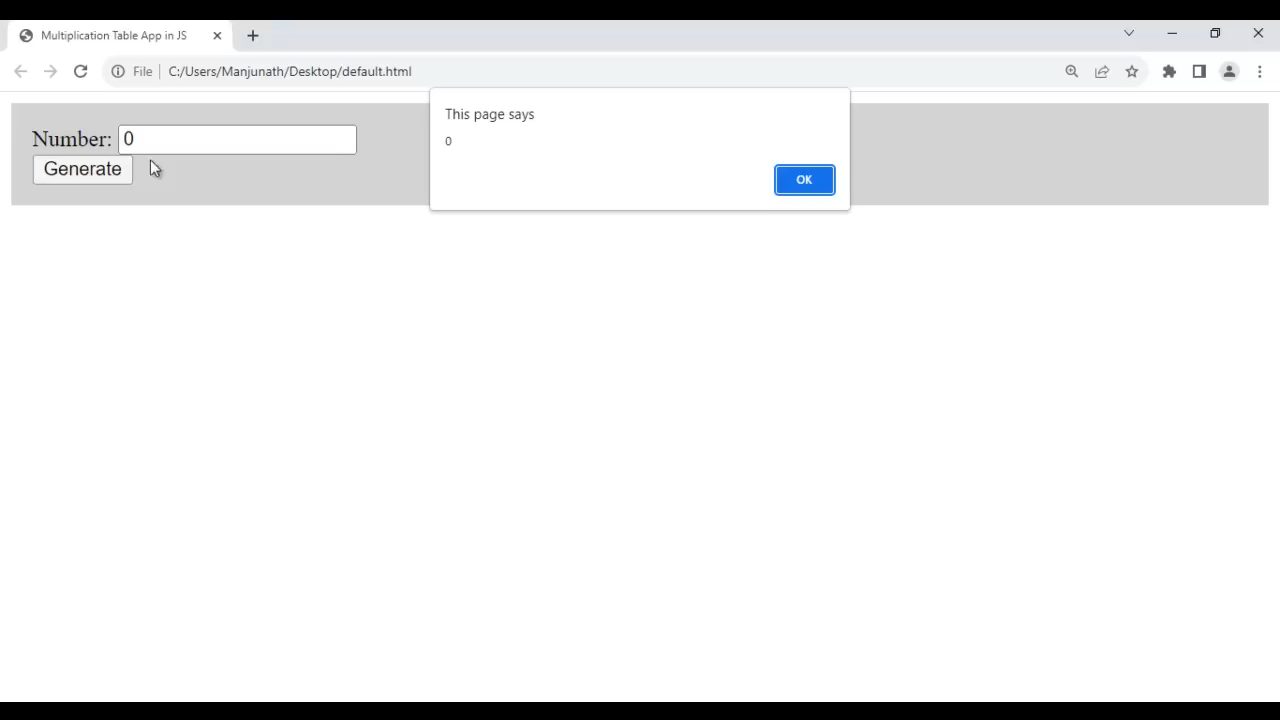 Multiplication Table App in JS
File C:/Users/Manjunath/Desktop/default.html
This page says
0
OK
Number: 0
Generate